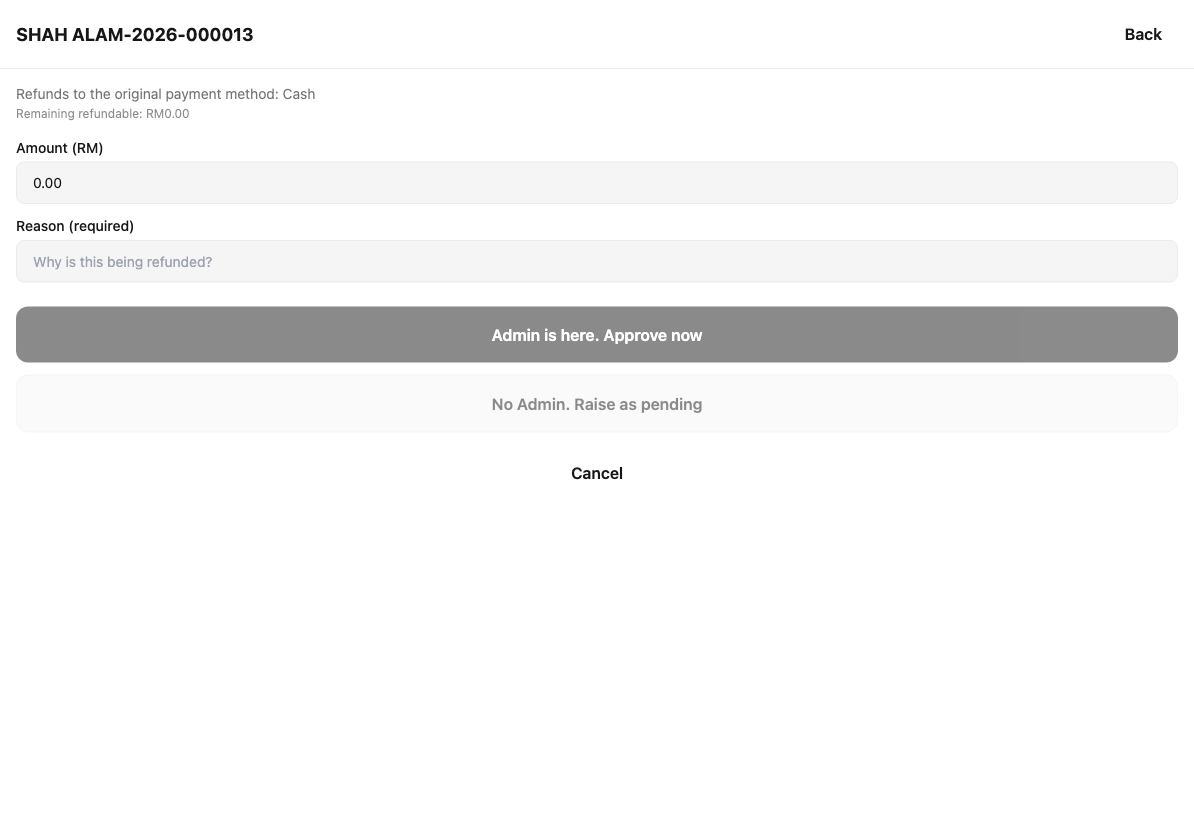 SHAH ALAM-2026-000013
Back
Refunds to the original payment method: Cash
Remaining refundable: RM0.00
Amount (RM)
0.00
Reason (required)
Why is this being refunded?
Admin is here. Approve now
No Admin. Raise as pending
Cancel